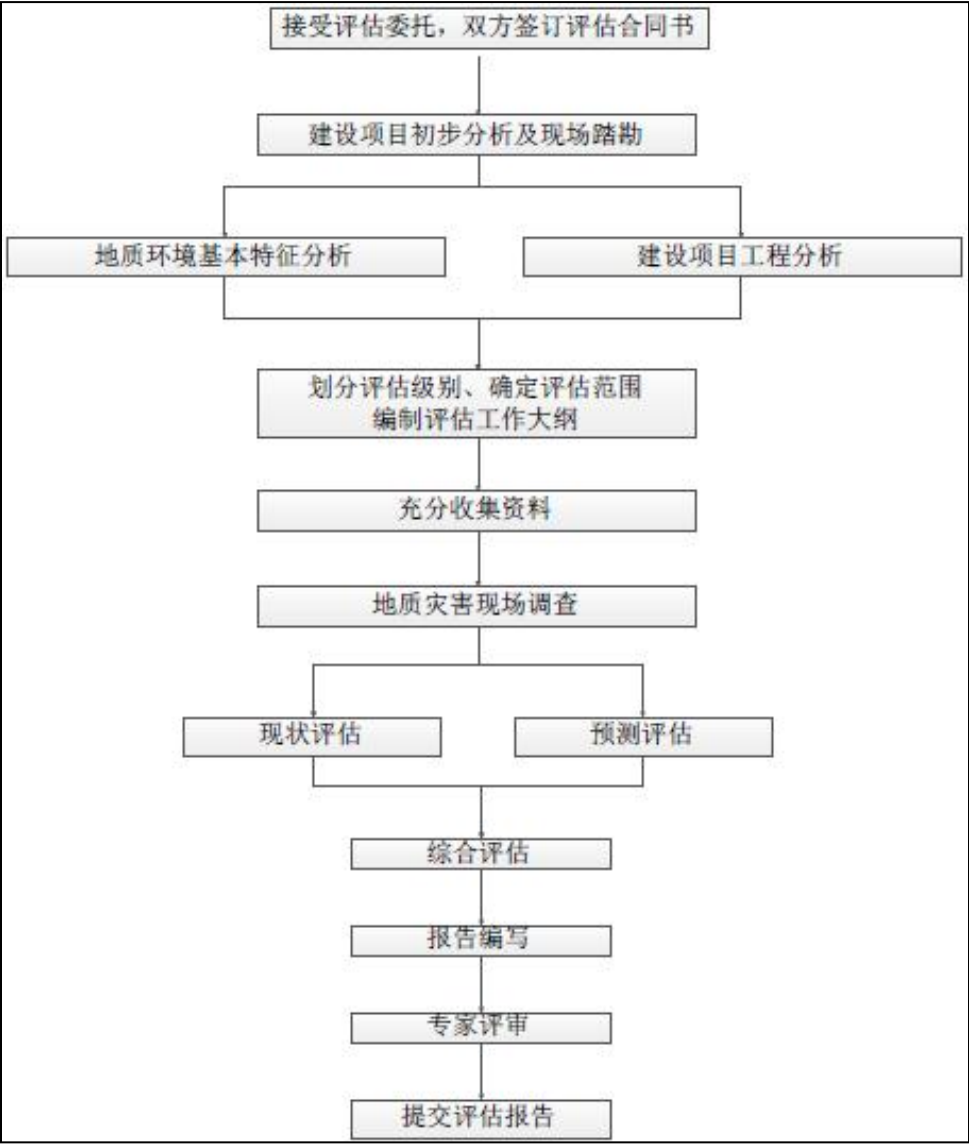 接受评估委托，双方签订评估合同书
建设项目初步分析及现场踏勘
地质环境基本特征分析
建设项目工程分析
划分评估级别、确定评估范围
编制评估工作大纲
充分收集资料
地质灾害现场调查
现状评估
预测评估
综合评估
报告编写
专家评审
提交评估报告